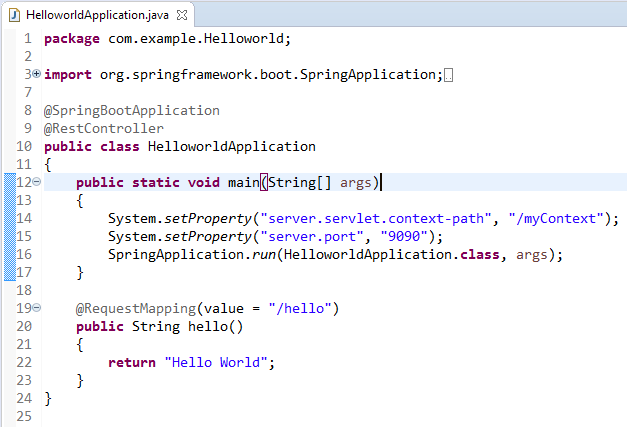 HelloworldApplication.java
1 package com.example.Helloworld;
2
3 import org.springframework.boot.SpringApplication;
7
8 @SpringBootApplication
9 @RestController
10 public class HelloworldApplication
11 {
12 public static void main(String[] args)
13 {
14 System.setProperty("server.servlet.context-path", "/myContext");
15 System.setProperty("server.port", "9090");
16 SpringApplication.run(HelloworldApplication.class, args);
17 }
18
19 @RequestMapping(value = "/hello")
20 public String hello()
21 {
22 return "Hello World";
23 }
24 }
25